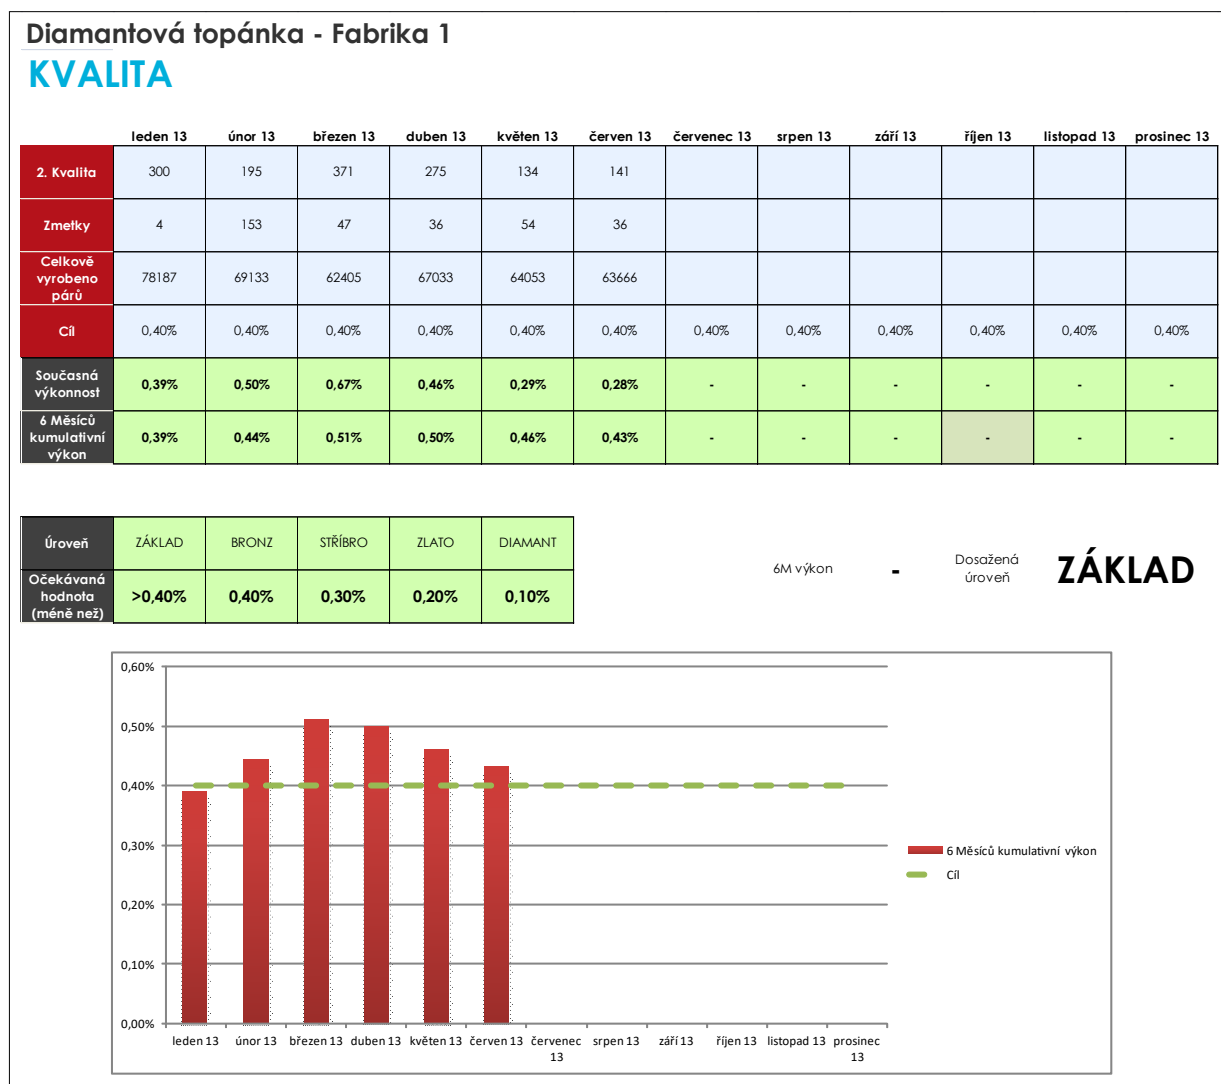 Diamantová topánka - Fabrika 1
KVALITA
leden 13 únor 13 březen 13 duben 13 květen 13 červen 13 červenec 13 srpen 13 září 13 říjen 13 listopad 13 prosinec 13
2. Kvalita 300 195 371 275 134 141
Zmetky 4 153 47 36 54 36
Celkově
vyrobeno
párů
78187 69133 62405 67033 64053 63666
Cíl 0,40% 0,40% 0,40% 0,40% 0,40% 0,40% 0,40% 0,40% 0,40% 0,40% 0,40% 0,40%
Současná
výkonnost
0,39% 0,50% 0,67% 0,46% 0,29% 0,28% - - - - - -
6 Měsíců
kumulativní
výkon
0,39% 0,44% 0,51% 0,50% 0,46% 0,43% - - - - - -
Úroveň ZÁKLAD BRONZ STŘÍBRO ZLATO DIAMANT
Očekávaná
hodnota
(méně než)
>0,40% 0,40% 0,30% 0,20% 0,10%
6M výkon -
Dosažená
úroveň
ZÁKLAD
0,60%
0,50%
0,40%
0,30%
0,20%
0,10%
0,00%
leden 13 únor 13 březen 13 duben 13 květen 13 červen 13 červenec srpen 13 září 13 říjen 13 listopad 13 prosinec
13 13
6 Měsíců kumulativní výkon
Cíl